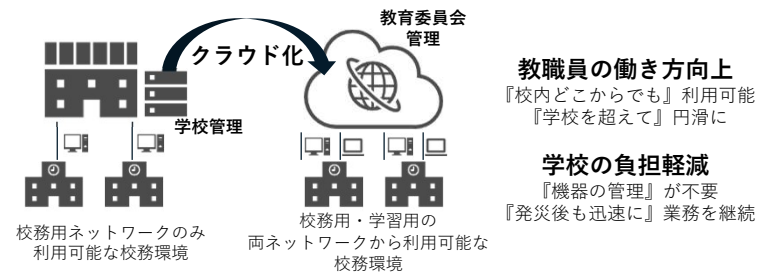 教育委員会
管理
クラウド化
学校管理
校務用ネットワークのみ
利用可能な校務環境
校務用・学習用の
両ネットワークから利用可能な
校務環境
教職員の働き方向上
『校内どこからでも』利用可能
『学校を超えて』円滑に
学校の負担軽減
『機器の管理』が不要
『発災後も迅速に』業務を継続